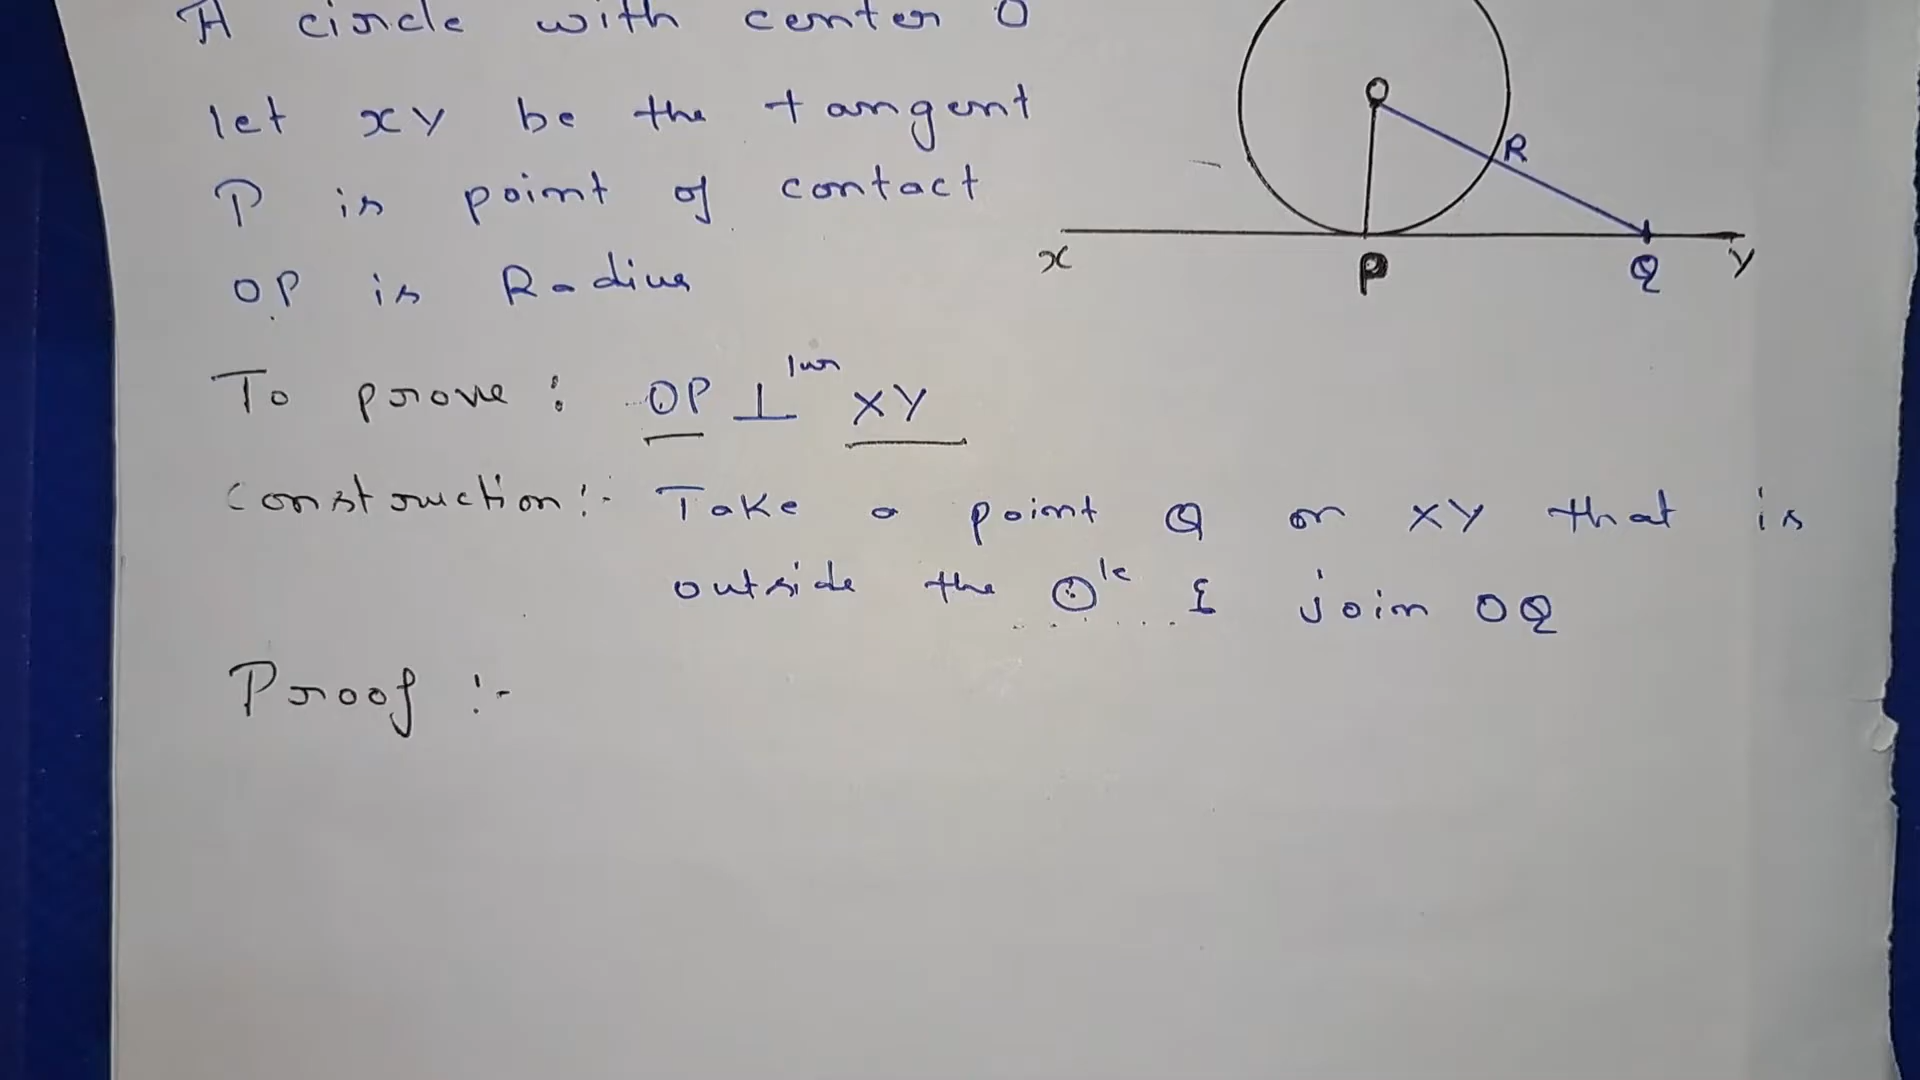 A circle with center O
let xy be the tangent
P is point of contact
OP is Radius
To prove : OP ⊥lar XY
construction :- Take a point Q on XY that is
outside the ⊙le & join OQ
Proof :-
O
R
x P Q y